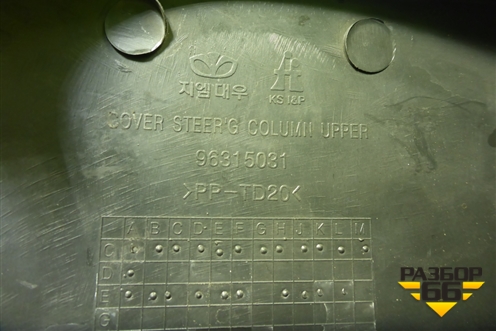 지엠대우 KS I&P
COVER STEER'G COLUMN UPPER
96315031
>PP-TD20<
A B C D E F G H J K L M
C
D
E
G
РАЗБОР
66